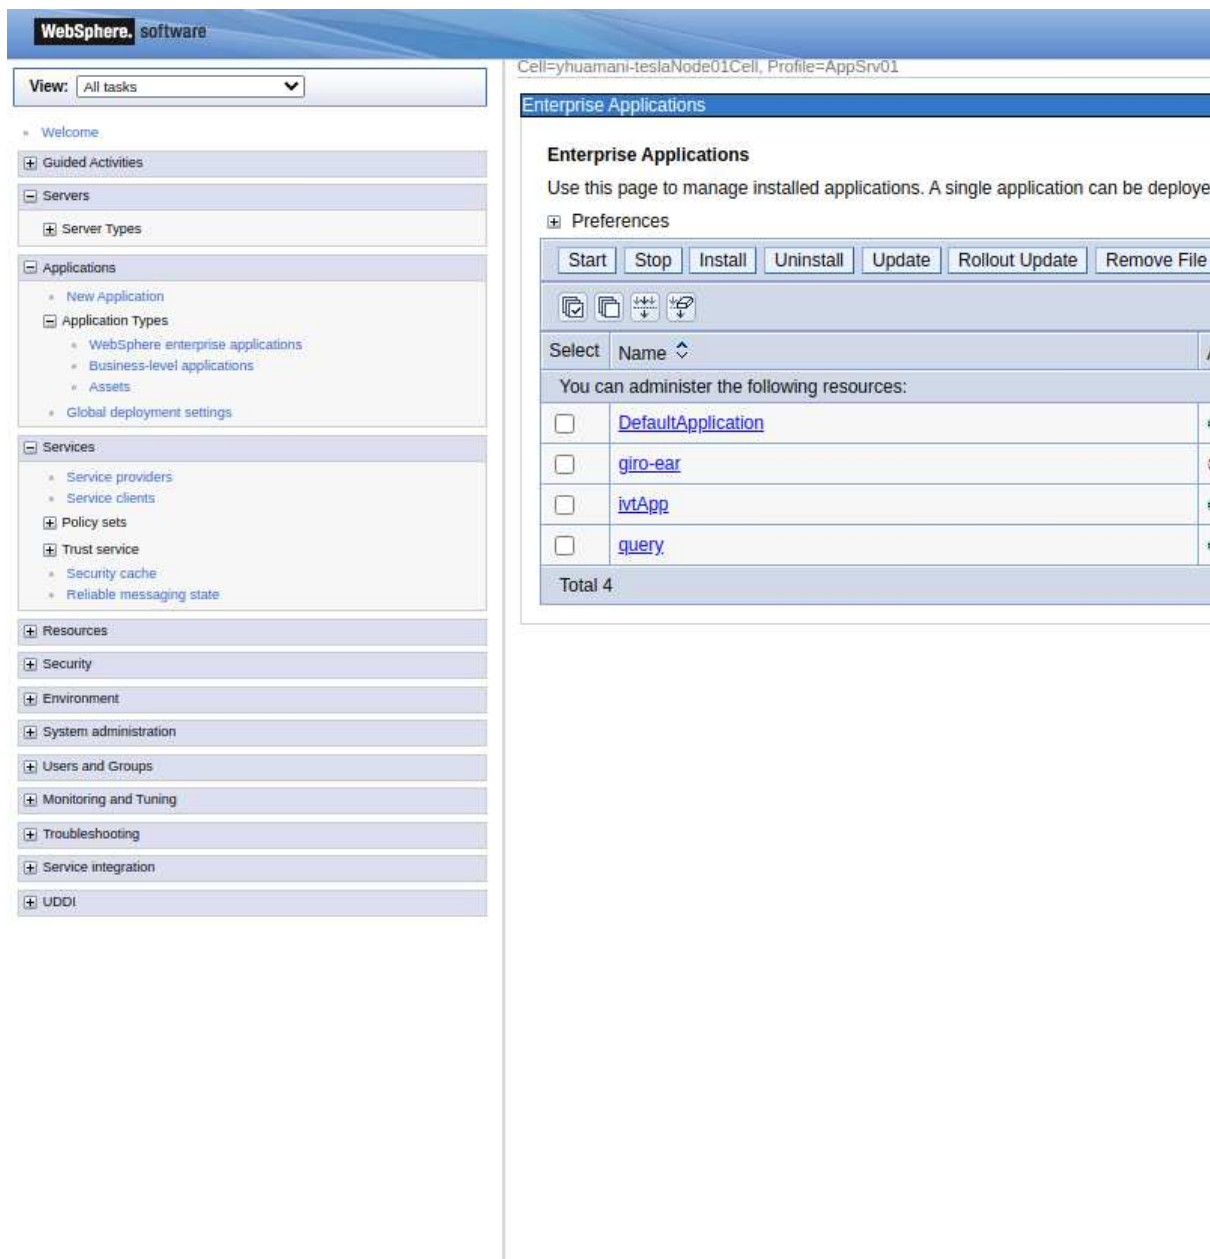 WebSphere. software
View: All tasks
Welcome
Guided Activities
Servers
Server Types
Applications
New Application
Application Types
WebSphere enterprise applications
Business-level applications
Assets
Global deployment settings
Services
Service providers
Service clients
Policy sets
Trust service
Security cache
Reliable messaging state
Resources
Security
Environment
System administration
Users and Groups
Monitoring and Tuning
Troubleshooting
Service integration
UDDI
Cell=yhuamani-teslaNode01Cell, Profile=AppSrv01
Enterprise Applications
Enterprise Applications
Use this page to manage installed applications. A single application can be deploye
Preferences
Start Stop Install Uninstall Update Rollout Update Remove File
Select Name
You can administer the following resources:
DefaultApplication
giro-ear
ivtApp
query
Total 4